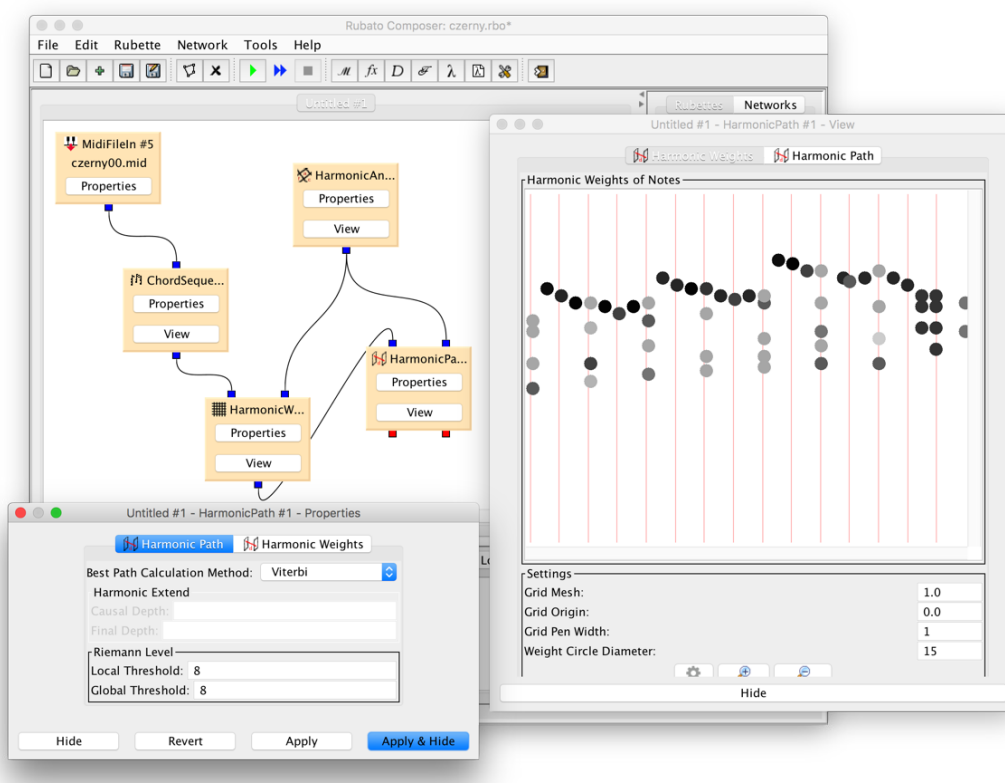 Rubato Composer: czerny.rbo*
File Edit Rubette Network Tools Help
Untitled #1
Rubettes Networks
MidiFileIn #5
czerny00.mid
Properties
HarmonicAn...
Properties
View
ChordSeque...
Properties
View
HarmonicPa...
Properties
View
HarmonicW...
Properties
View
Untitled #1 - HarmonicPath #1 - View
Harmonic Weights Harmonic Path
Harmonic Weights of Notes
Settings
Grid Mesh: 1.0
Grid Origin: 0.0
Grid Pen Width: 1
Weight Circle Diameter: 15
Hide
Untitled #1 - HarmonicPath #1 - Properties
Harmonic Path Harmonic Weights
Best Path Calculation Method: Viterbi
Harmonic Extend
Causal Depth:
Final Depth:
Riemann Level
Local Threshold: 8
Global Threshold: 8
Hide Revert Apply Apply & Hide